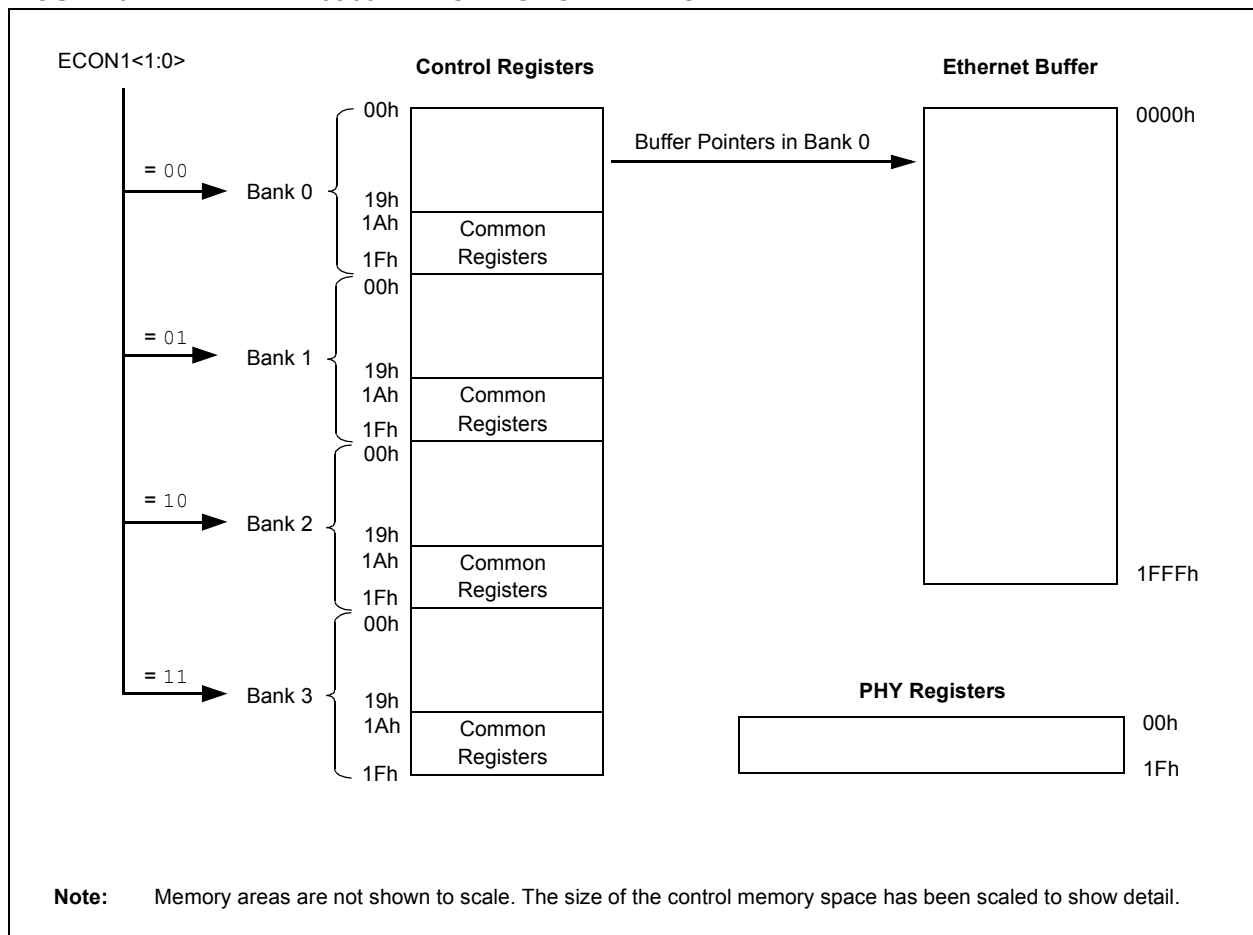 ECON1<1:0>
Control Registers
Ethernet Buffer
= 00
Bank 0
00h
19h
1Ah
1Fh
Common
Registers
Buffer Pointers in Bank 0
0000h
1FFFh
= 01
Bank 1
00h
19h
1Ah
1Fh
Common
Registers
= 10
Bank 2
00h
19h
1Ah
1Fh
Common
Registers
= 11
Bank 3
00h
19h
1Ah
1Fh
Common
Registers
PHY Registers
00h
1Fh
Note: Memory areas are not shown to scale. The size of the control memory space has been scaled to show detail.